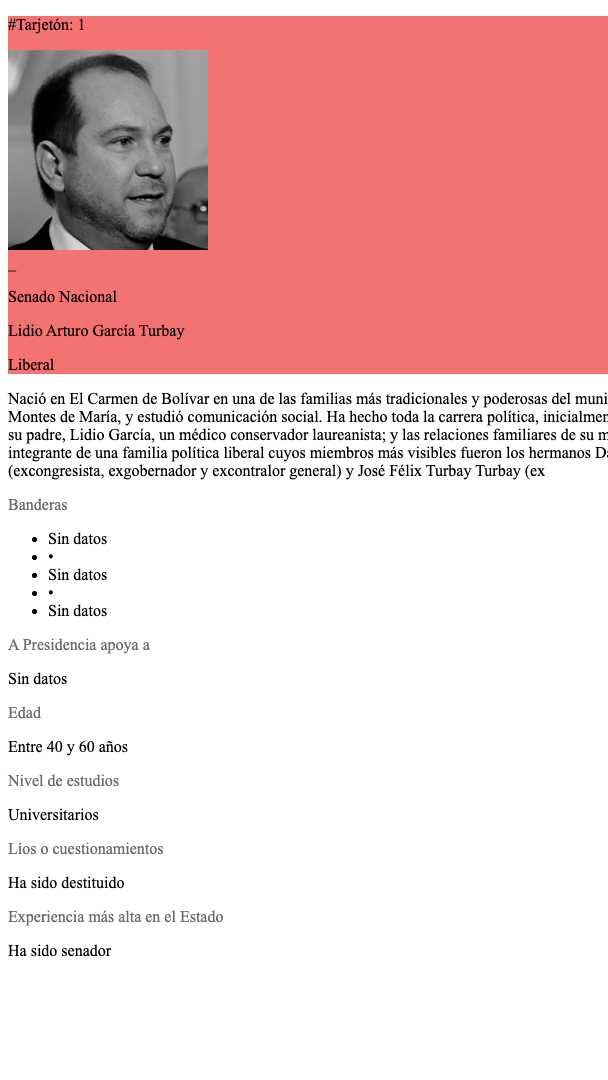 #Tarjetón: 1
_
Senado Nacional
Lidio Arturo García Turbay
Liberal
Nació en El Carmen de Bolívar en una de las familias más tradicionales y poderosas del muni
Montes de María, y estudió comunicación social. Ha hecho toda la carrera política, inicialmen
su padre, Lidio García, un médico conservador laureanista; y las relaciones familiares de su m
integrante de una familia política liberal cuyos miembros más visibles fueron los hermanos Da
(excongresista, exgobernador y excontralor general) y José Félix Turbay Turbay (ex
Banderas
• Sin datos
• •
• Sin datos
• •
• Sin datos
A Presidencia apoya a
Sin datos
Edad
Entre 40 y 60 años
Nivel de estudios
Universitarios
Líos o cuestionamientos
Ha sido destituido
Experiencia más alta en el Estado
Ha sido senador